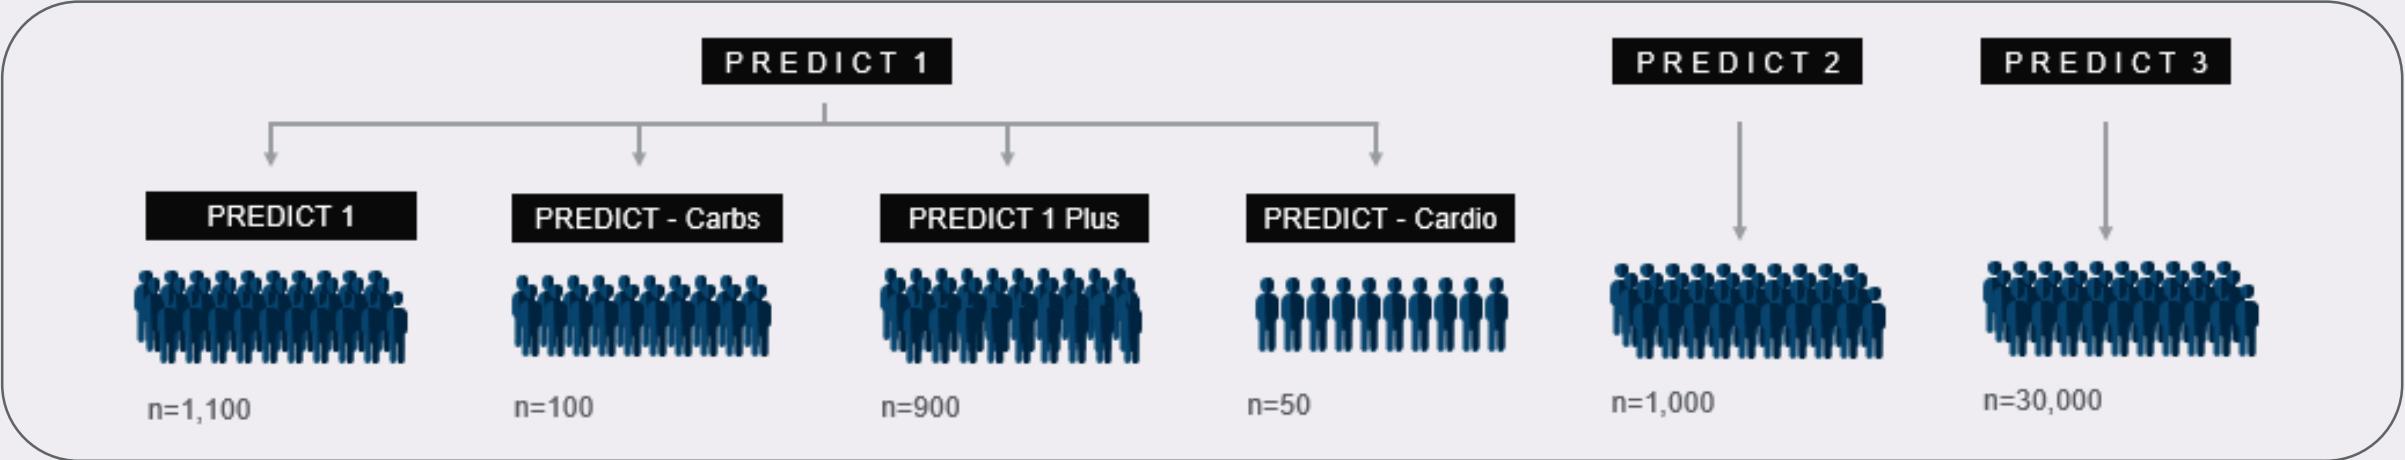 PREDICT 1
PREDICT 2
PREDICT 3
PREDICT 1
PREDICT - Carbs
PREDICT 1 Plus
PREDICT - Cardio
n=1,100
n=100
n=900
n=50
n=1,000
n=30,000